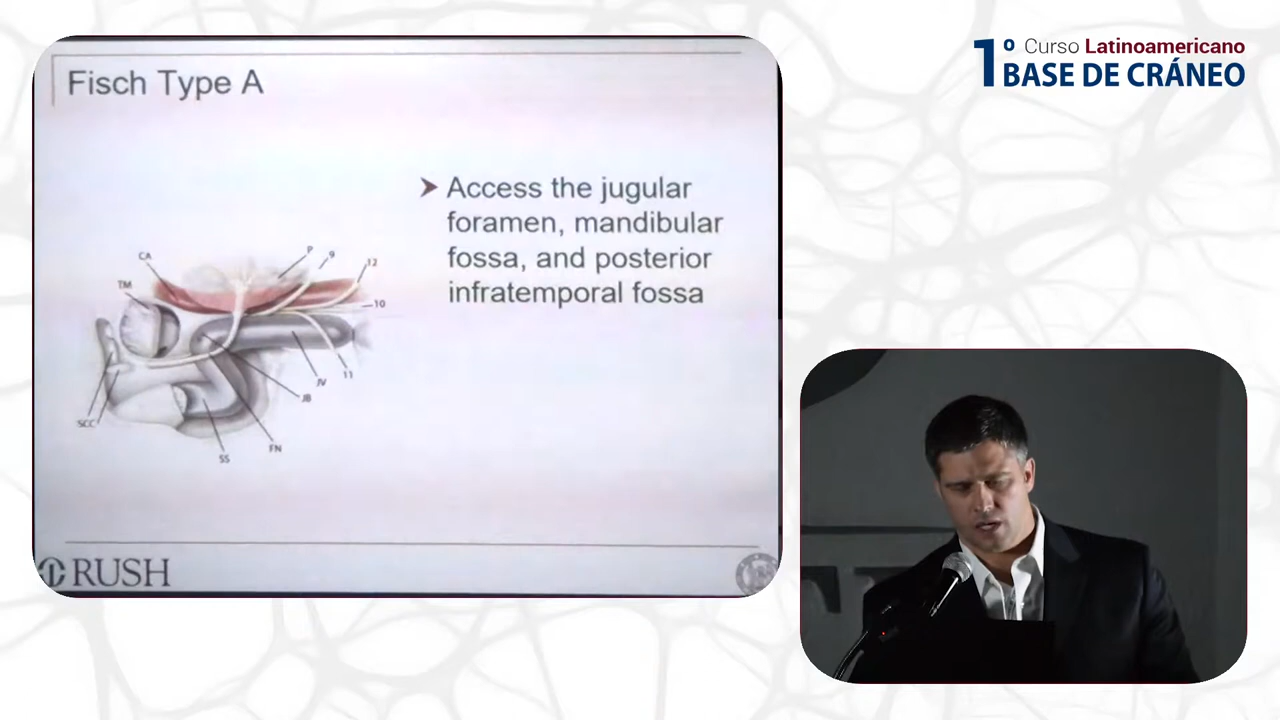 1º Curso Latinoamericano
BASE DE CRÁNEO
Fisch Type A
Access the jugular
foramen, mandibular
fossa, and posterior
infratemporal fossa
CA
P
9
12
TM
10
JV
11
JB
SCC
FN
SS
RUSH